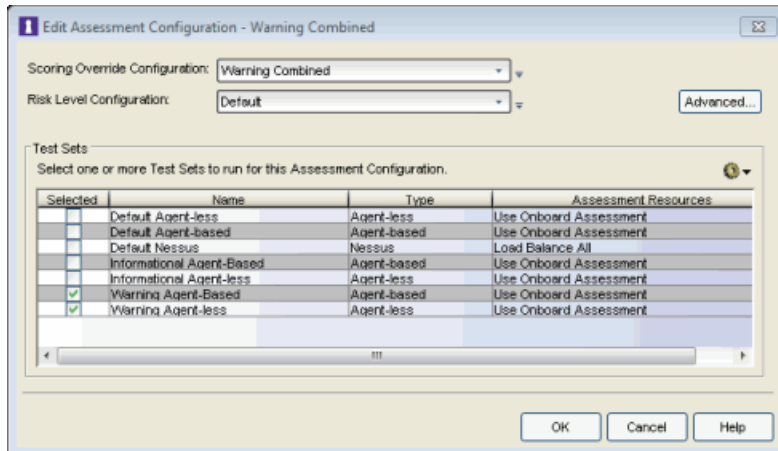 Edit Assessment Configuration - Warning Combined
Scoring Override Configuration: Warning Combined
Risk Level Configuration: Default Advanced...
Test Sets
Select one or more Test Sets to run for this Assessment Configuration.
Selected Name Type Assessment Resources
Default Agent-less Agent-less Use Onboard Assessment
Default Agent-based Agent-based Use Onboard Assessment
Default Nessus Nessus Load Balance All
Informational Agent-Based Agent-based Use Onboard Assessment
Informational Agent-less Agent-less Use Onboard Assessment
Warning Agent-Based Agent-based Use Onboard Assessment
Warning Agent-less Agent-less Use Onboard Assessment
OK Cancel Help